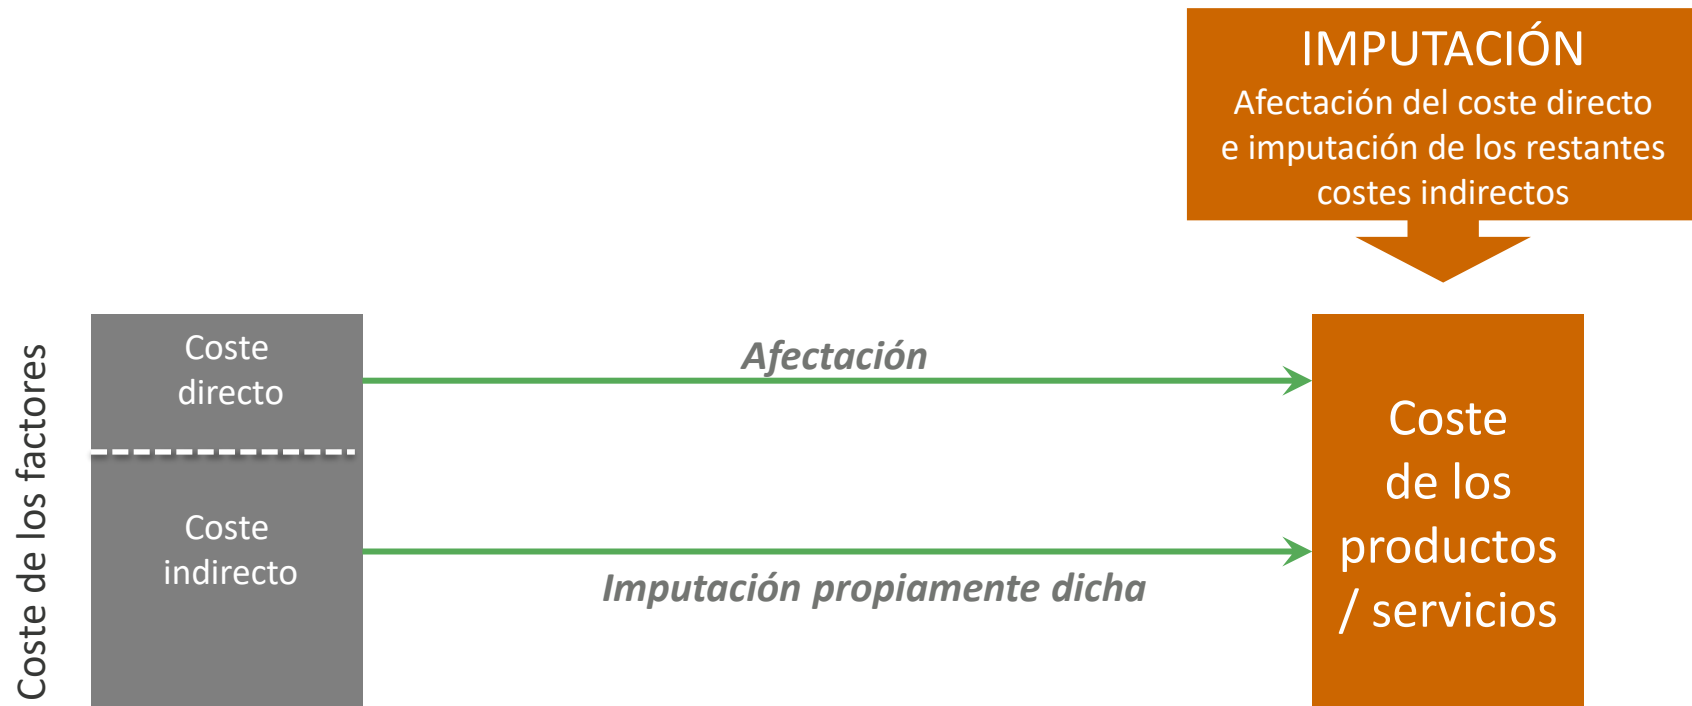 IMPUTACIÓN
Afectación del coste directo
e imputación de los restantes
costes indirectos
Coste de los factores
Coste
directo
Afectación
Coste
indirecto
Imputación propiamente dicha
Coste
de los
productos
/ servicios